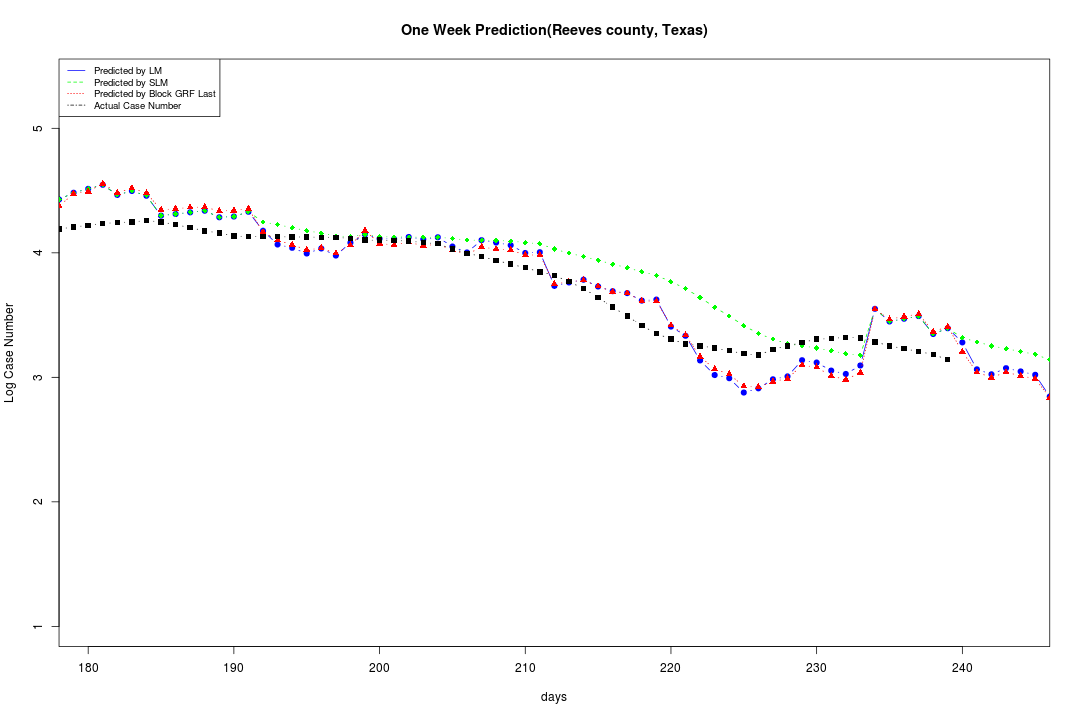 One Week Prediction(Reeves county, Texas)
Predicted by LM
Predicted by SLM
Predicted by Block GRF Last
Actual Case Number
5
4
3
2
1
Log Case Number
180 190 200 210 220 230 240
days